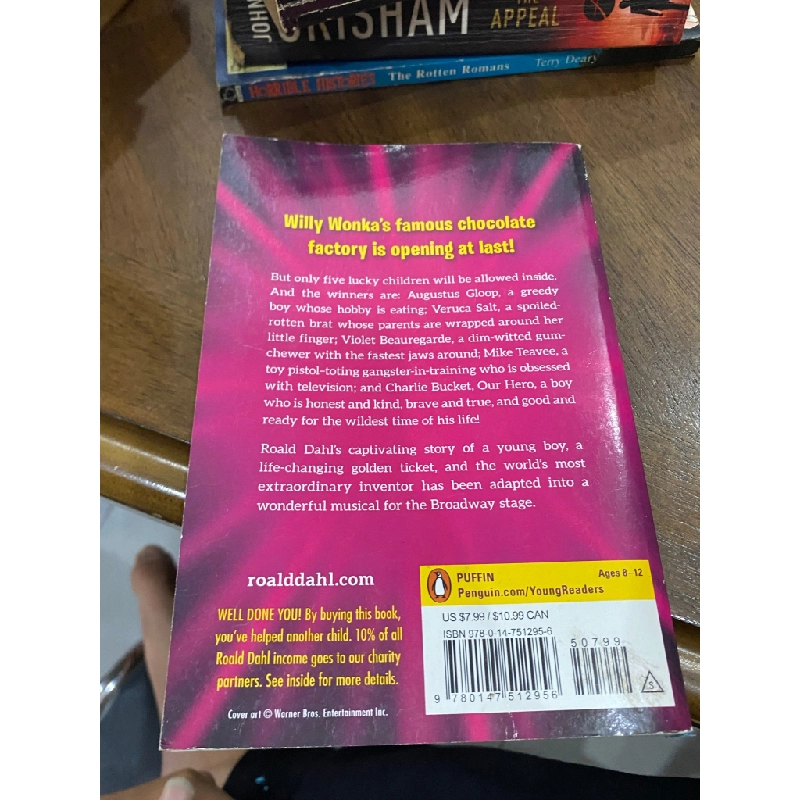 JOHN GRISHAM
THE
APPEAL
HORRIBLE HISTORIES The Rotten Romans Terry Deary
Willy Wonka's famous chocolate
factory is opening at last!
But only five lucky children will be allowed inside.
And the winners are: Augustus Gloop, a greedy
boy whose hobby is eating; Veruca Salt, a spoiled-
rotten brat whose parents are wrapped around her
little finger; Violet Beauregarde, a dim-witted gum-
chewer with the fastest jaws around; Mike Teavee, a
toy pistol-toting gangster-in-training who is obsessed
with television; and Charlie Bucket, Our Hero, a boy
who is honest and kind, brave and true, and good and
ready for the wildest time of his life!
Roald Dahl's captivating story of a young boy, a
life-changing golden ticket, and the world's most
extraordinary inventor has been adapted into a
wonderful musical for the Broadway stage.
roalddahl.com
WELL DONE YOU! By buying this book,
you've helped another child. 10% of all
Roald Dahl income goes to our charity
partners. See inside for more details.
Cover art © Warner Bros. Entertainment Inc.
PUFFIN Ages 8-12
Penguin.com/YoungReaders
US $7.99 / $10.99 CAN
ISBN 978-0-14-751295-6
50799
9 780147 512956
S